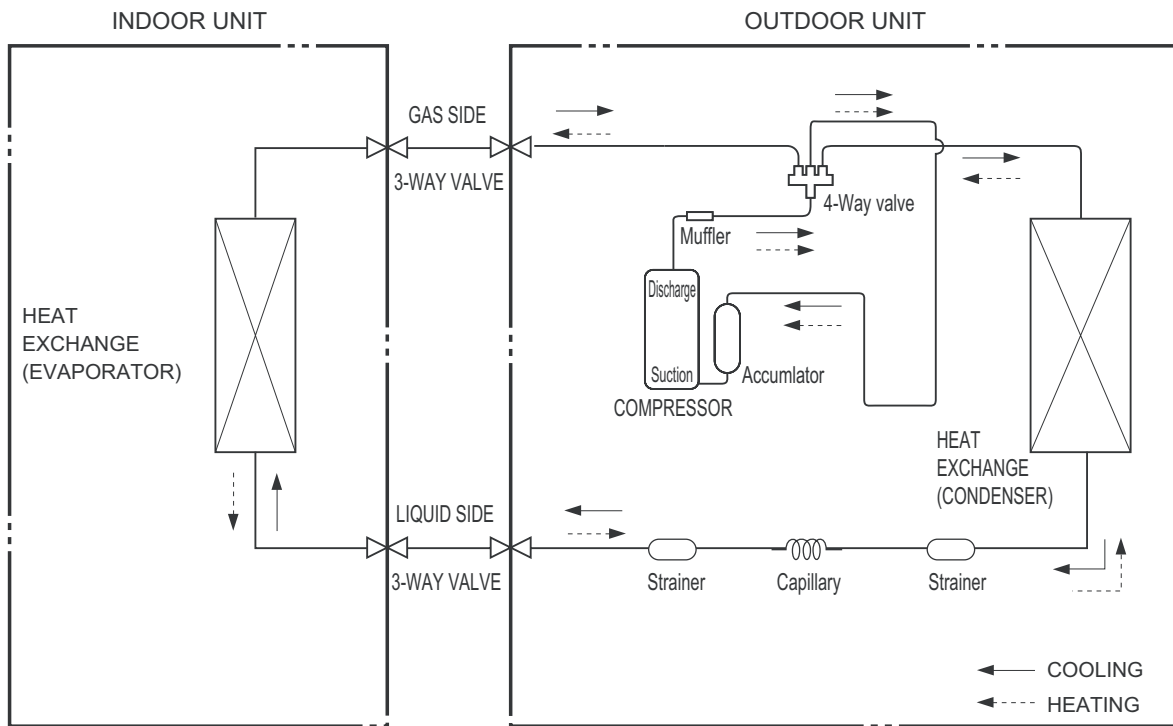 INDOOR UNIT
OUTDOOR UNIT
GAS SIDE
3-WAY VALVE
4-Way valve
Muffler
Discharge
Suction
Accumlator
COMPRESSOR
HEAT
EXCHANGE
(EVAPORATOR)
HEAT
EXCHANGE
(CONDENSER)
LIQUID SIDE
3-WAY VALVE
Strainer
Capillary
Strainer
COOLING
HEATING